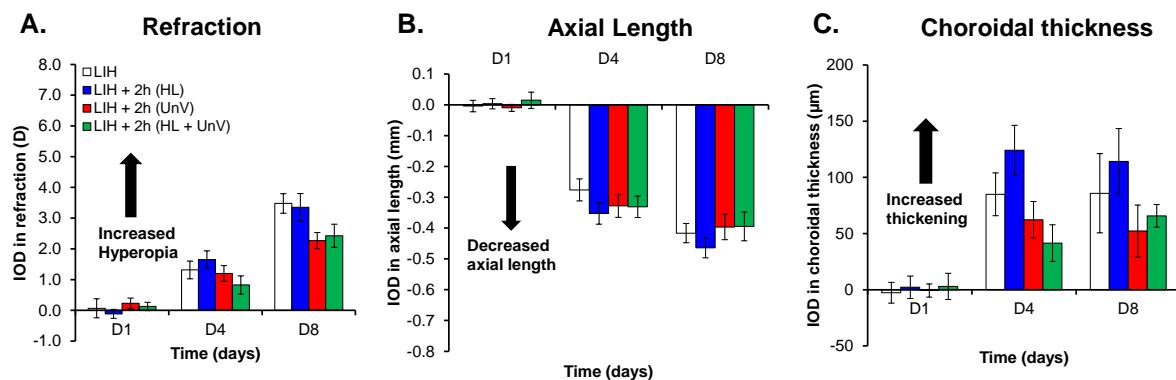 A.
Refraction
IOD in refraction (D)
8.0
7.0
6.0
5.0
4.0
3.0
2.0
1.0
0.0
-1.0
LIH
LIH + 2h (HL)
LIH + 2h (UnV)
LIH + 2h (HL + UnV)
Increased
Hyperopia
D1
D4
D8
Time (days)
B.
Axial Length
D1
D4
D8
IOD in axial length (mm)
0.1
0.0
-0.1
-0.2
-0.3
-0.4
-0.5
-0.6
-0.7
-0.8
Decreased
axial length
Time (days)
C.
Choroidal thickness
IOD in choroidal thickness (µm)
200
150
100
50
0
-50
Increased
thickening
D1
D4
D8
Time (days)